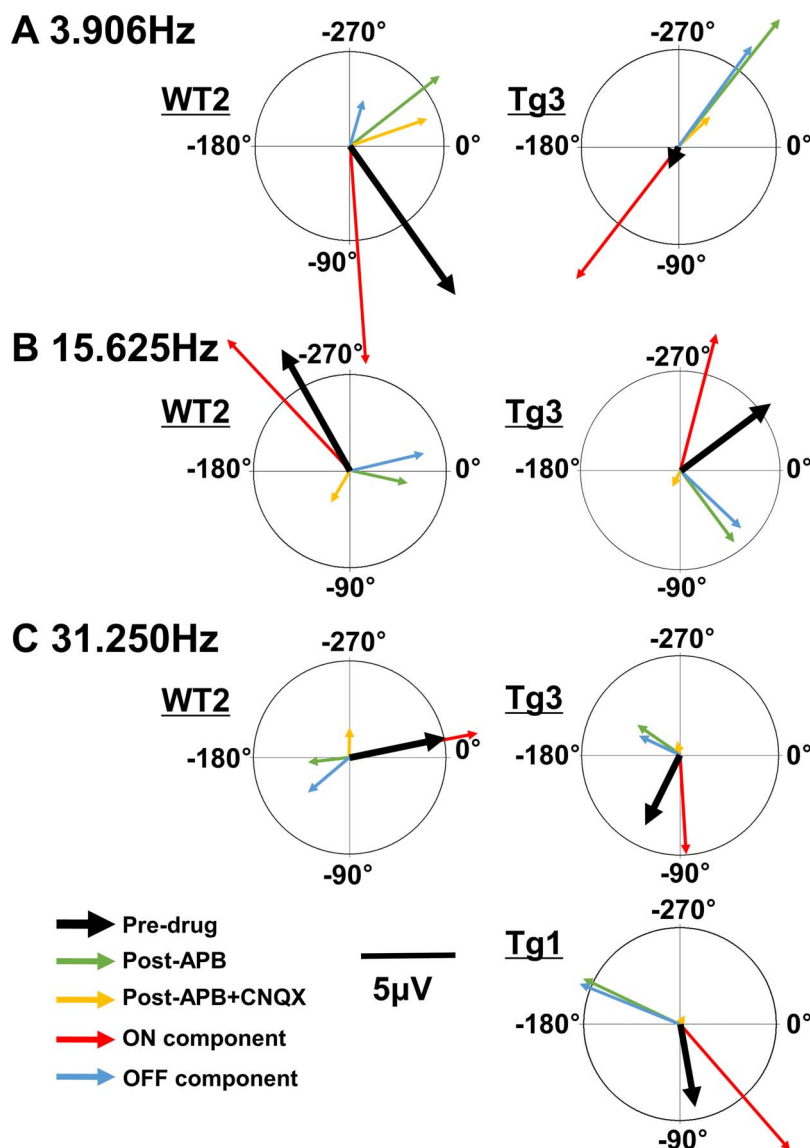 A 3.906Hz
-270° -270°
WT2 Tg3
-180° 0° -180° 0°
-90° -90°
B 15.625Hz
-270° -270°
WT2 Tg3
-180° 0° -180° 0°
-90° -90°
C 31.250Hz
-270° -270°
WT2 Tg3
-180° 0° -180° 0°
-90° -90°
Pre-drug
Post-APB
Post-APB+CNQX
ON component
OFF component
5µV
-270°
Tg1
-180° 0°
-90°